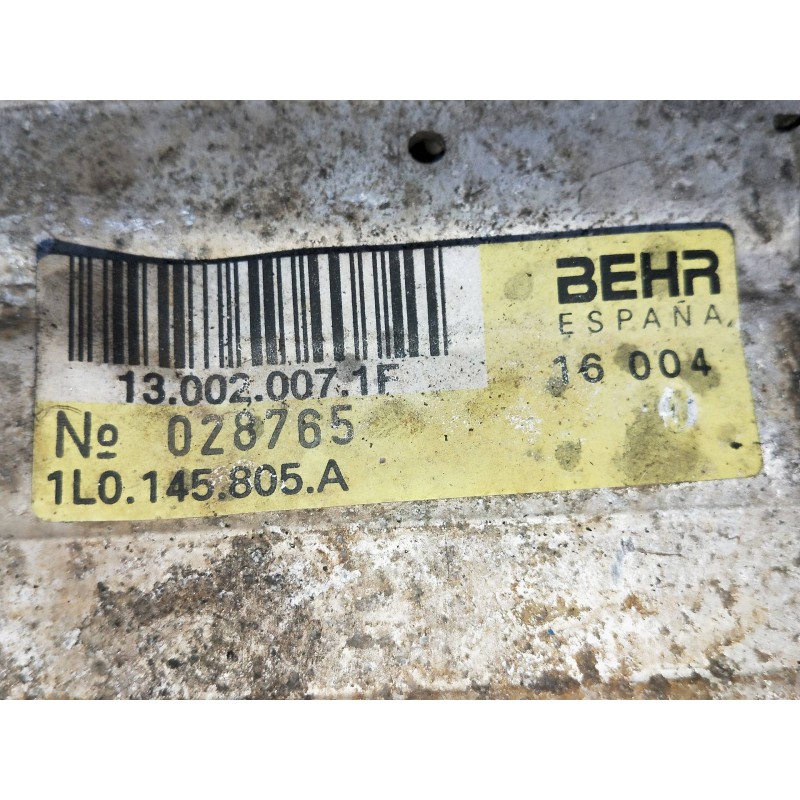 BEHR
ESPAÑA
16 004
13.002.007.1F
No 028765
1L0.145.805.A